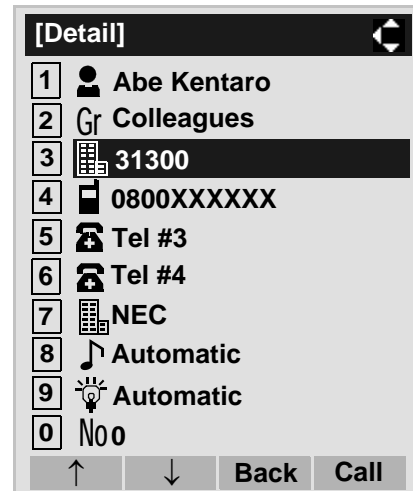 [Detail]
1 Abe Kentaro
2 Gr Colleagues
3 31300
4 0800XXXXXX
5 Tel #3
6 Tel #4
7 NEC
8 Automatic
9 Automatic
0 No 0
↑ ↓ Back Call